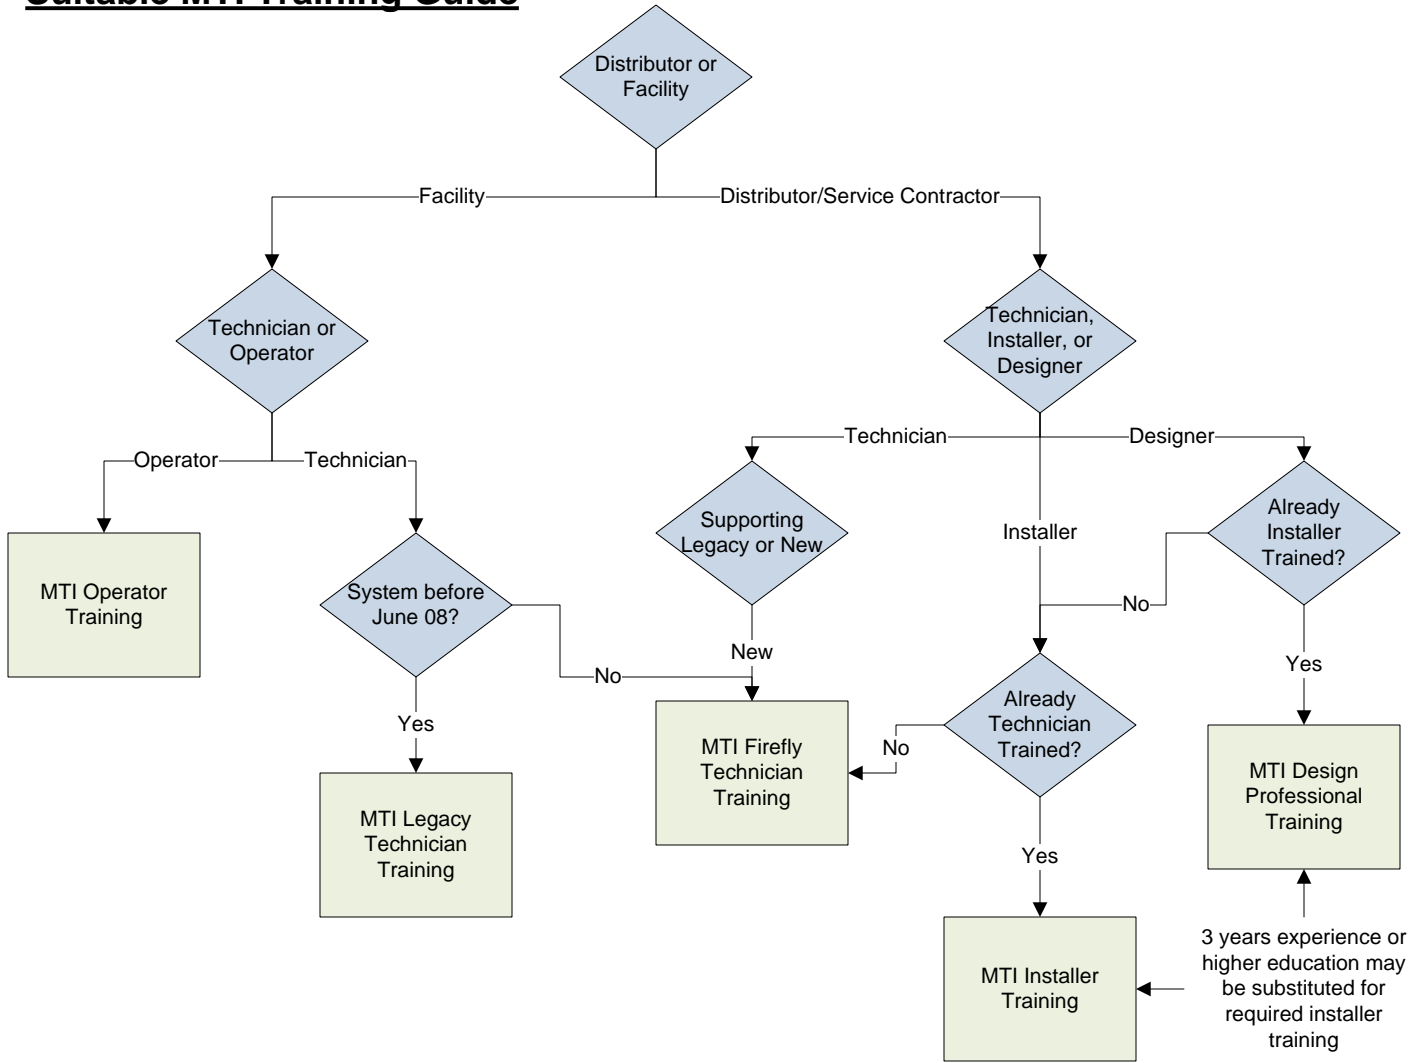 Suitable MTI Training Guide
Distributor or
Facility
Facility
Distributor/Service Contractor
Technician or
Operator
Technician,
Installer, or
Designer
Operator
Technician
Technician
Designer
Installer
MTI Operator
Training
System before
June 08?
Supporting
Legacy or New
Already
Installer
Trained?
No
New
No
Yes
Yes
MTI Legacy
Technician
Training
MTI Firefly
Technician
Training
No
Already
Technician
Trained?
MTI Design
Professional
Training
Yes
MTI Installer
Training
3 years experience or
higher education may
be substituted for
required installer
training